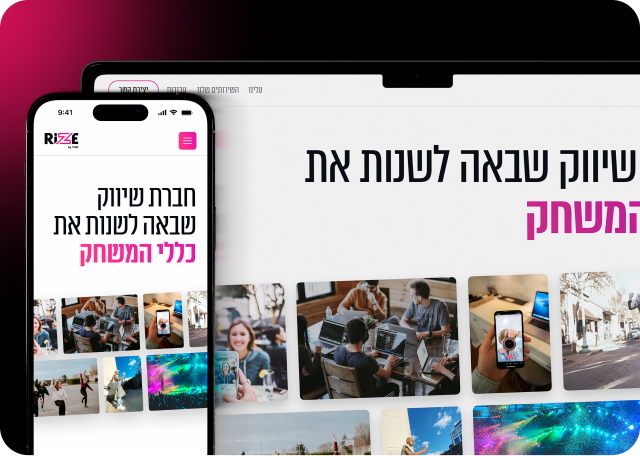 עלינו
השירותים שלנו
עבודות
יצירת קשר
שיווק שבאה לשנות את
המשחק
9:41
RiZE
חברת שיווק
שבאה לשנות את
כללי המשחק